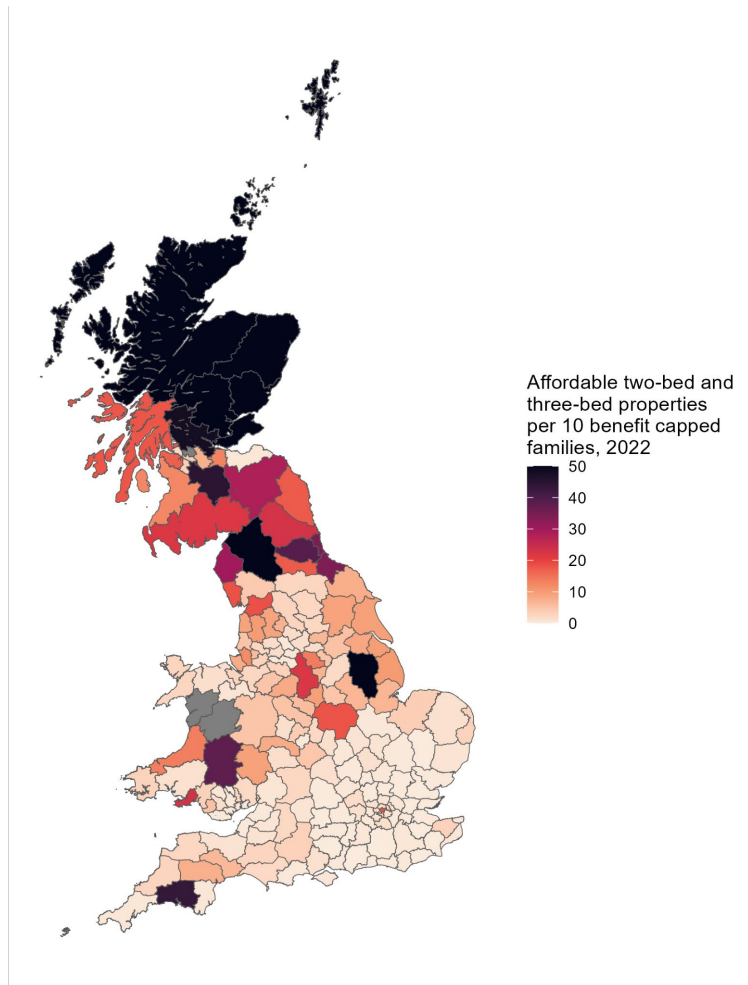 Affordable two-bed and
three-bed properties
per 10 benefit capped
families, 2022
50
40
30
20
10
0